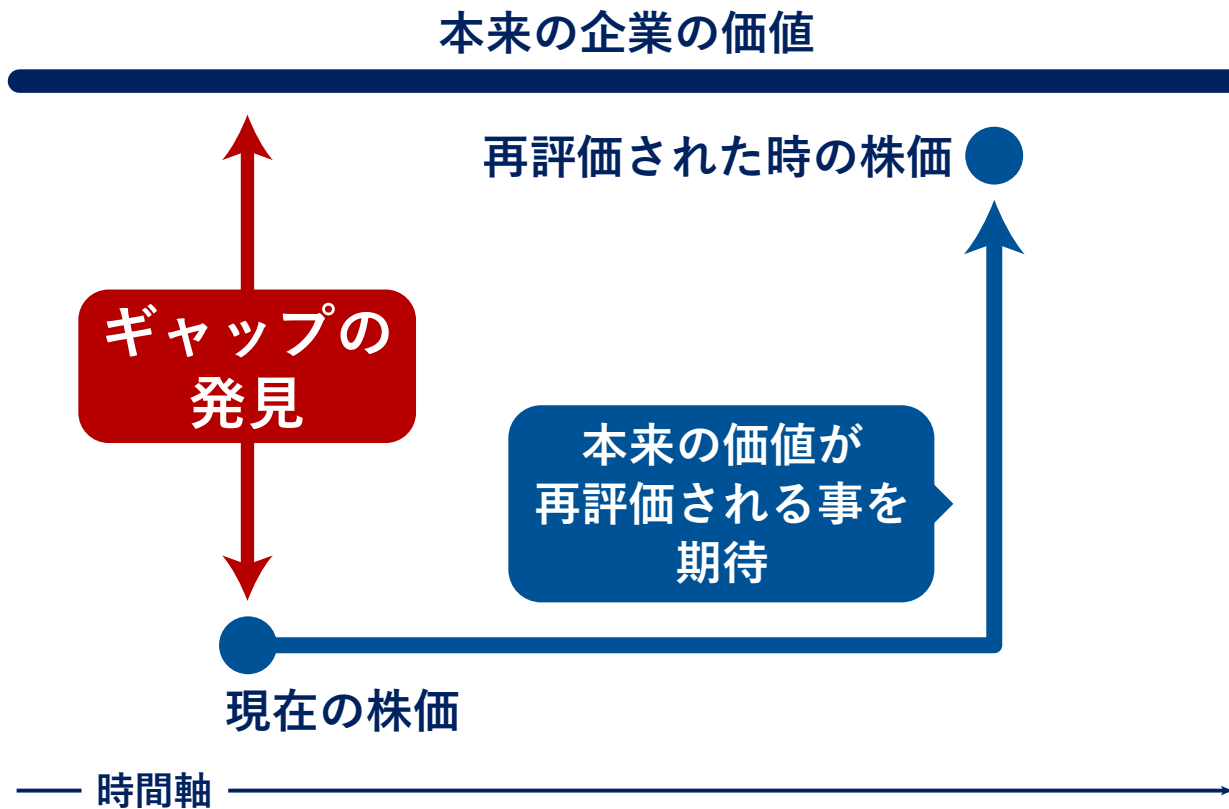 本来の企業の価値
再評価された時の株価
ギャップの
発見
本来の価値が
再評価される事を
期待
現在の株価
時間軸